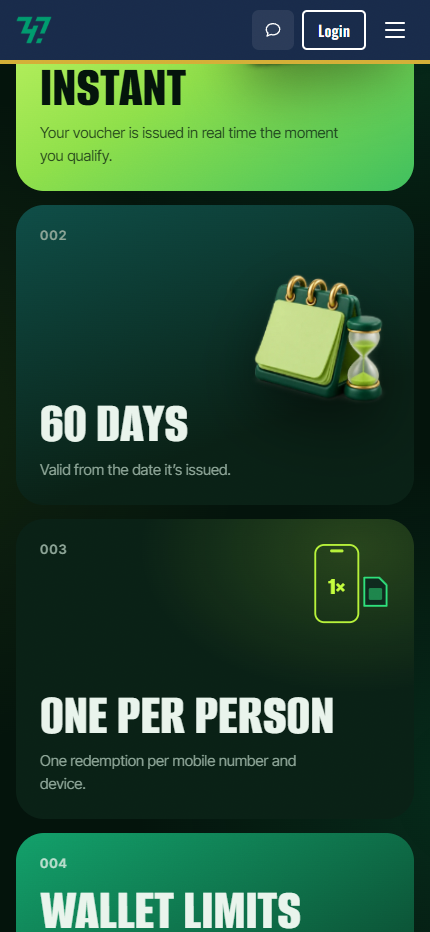 Login
INSTANT
Your voucher is issued in real time the moment
you qualify.
002
60 DAYS
Valid from the date it’s issued.
003
1×
ONE PER PERSON
One redemption per mobile number and
device.
004
WALLET LIMITS